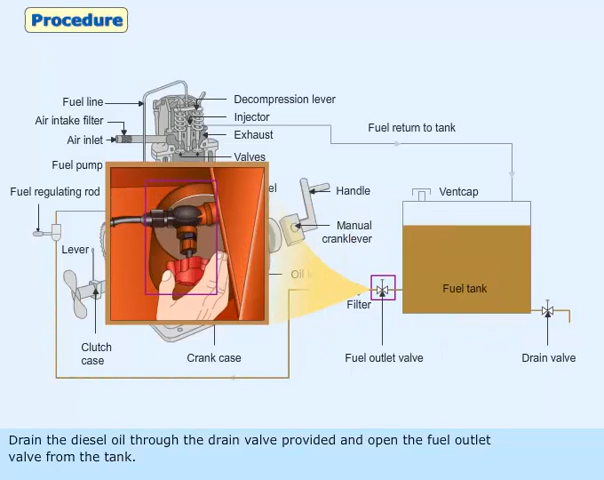 Procedure
Fuel line
Decompression lever
Air intake filter
Injector
Air inlet
Exhaust
Fuel return to tank
Fuel pump
Valves
Fuel regulating rod
Handle
Ventcap
Manual
cranklever
Lever
Oil
Fuel tank
Filter
Clutch
case
Crank case
Fuel outlet valve
Drain valve
Drain the diesel oil through the drain valve provided and open the fuel outlet
valve from the tank.